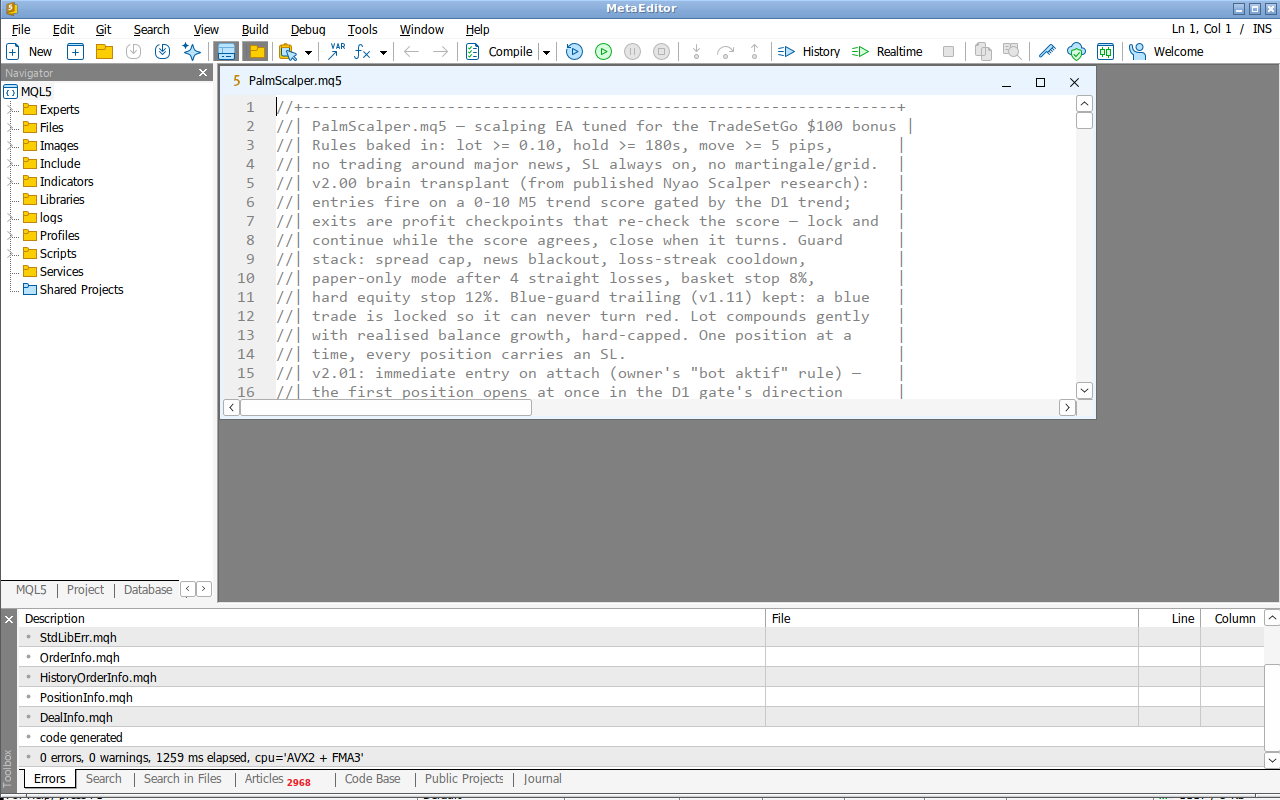 MetaEditor
File Edit Git Search View Build Debug Tools Window Help
Ln 1, Col 1 / INS
New VAR Compile History Realtime Welcome
Navigator
MQL5
Experts
Files
Images
Include
Indicators
Libraries
logs
Profiles
Scripts
Services
Shared Projects
MQL5 | Project | Database
5 PalmScalper.mq5
1 //+------------------------------------------------------------------+
2 //| PalmScalper.mq5 — scalping EA tuned for the TradeSetGo $100 bonus |
3 //| Rules baked in: lot >= 0.10, hold >= 180s, move >= 5 pips, |
4 //| no trading around major news, SL always on, no martingale/grid. |
5 //| v2.00 brain transplant (from published Nyao Scalper research): |
6 //| entries fire on a 0-10 M5 trend score gated by the D1 trend; |
7 //| exits are profit checkpoints that re-check the score — lock and |
8 //| continue while the score agrees, close when it turns. Guard |
9 //| stack: spread cap, news blackout, loss-streak cooldown, |
10 //| paper-only mode after 4 straight losses, basket stop 8%, |
11 //| hard equity stop 12%. Blue-guard trailing (v1.11) kept: a blue |
12 //| trade is locked so it can never turn red. Lot compounds gently |
13 //| with realised balance growth, hard-capped. One position at a |
14 //| time, every position carries an SL. |
15 //| v2.01: immediate entry on attach (owner's "bot aktif" rule) — |
16 //| the first position opens at once in the D1 gate's direction |
Description File Line Column
StdLibErr.mqh
OrderInfo.mqh
HistoryOrderInfo.mqh
PositionInfo.mqh
DealInfo.mqh
code generated
0 errors, 0 warnings, 1259 ms elapsed, cpu='AVX2 + FMA3'
Toolbox
Errors | Search | Search in Files | Articles 2968 | Code Base | Public Projects | Journal